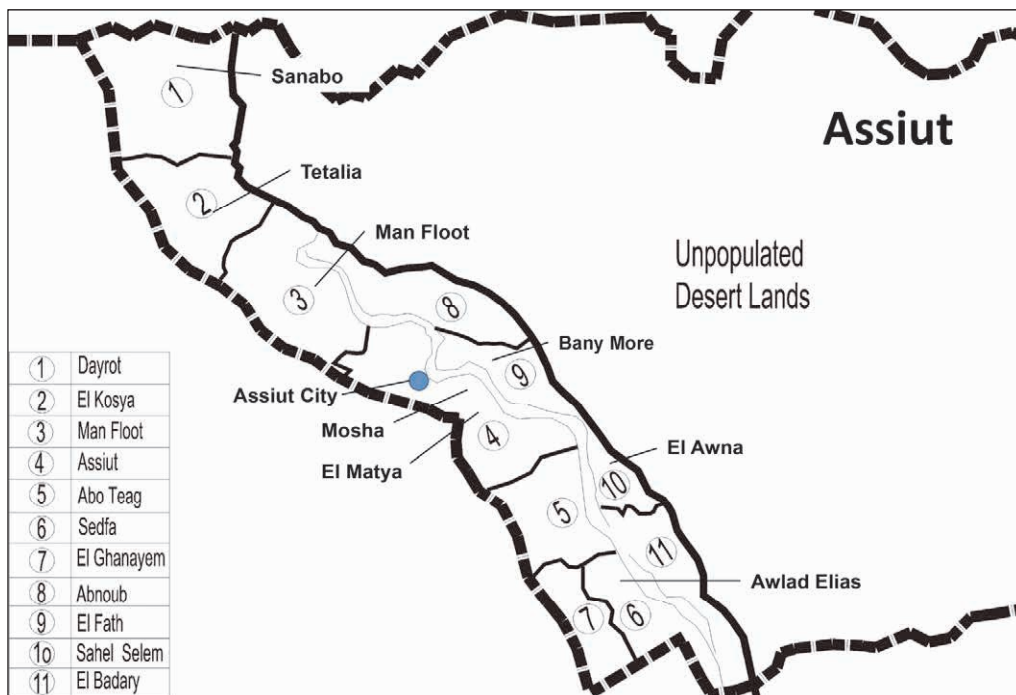 Assiut
Sanabo
Tetalia
Man Floot
Unpopulated
Desert Lands
Bany More
Assiut City
Mosha
El Matya
El Awna
Awlad Elias
1
2
3
8
9
4
10
5
11
7
6
1 Dayrot
2 El Kosya
3 Man Floot
4 Assiut
5 Abo Teag
6 Sedfa
7 El Ghanayem
8 Abnoub
9 El Fath
1o Sahel Selem
11 El Badary